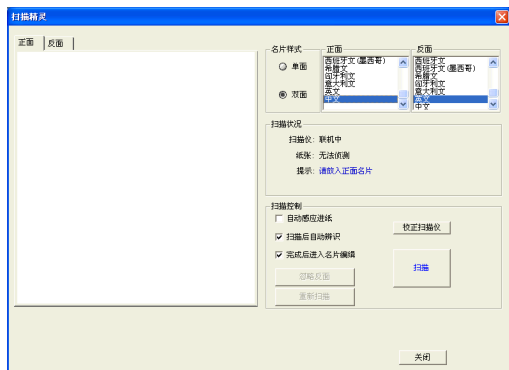 扫描精灵
正面 反面
名片样式 正面 反面
单面
双面
西班牙文(墨西哥)
希腊文
匈牙利文
意大利文
英文
中文
西班牙文
西班牙文(墨西哥)
希腊文
匈牙利文
意大利文
英文
中文
扫描状况
扫描仪: 联机中
纸张: 无法侦测
提示: 请放入正面名片
扫描控制
自动感应进纸
校正扫描仪
扫描后自动辨识
完成后进入名片编辑
扫描
忽略反面
重新扫描
关闭